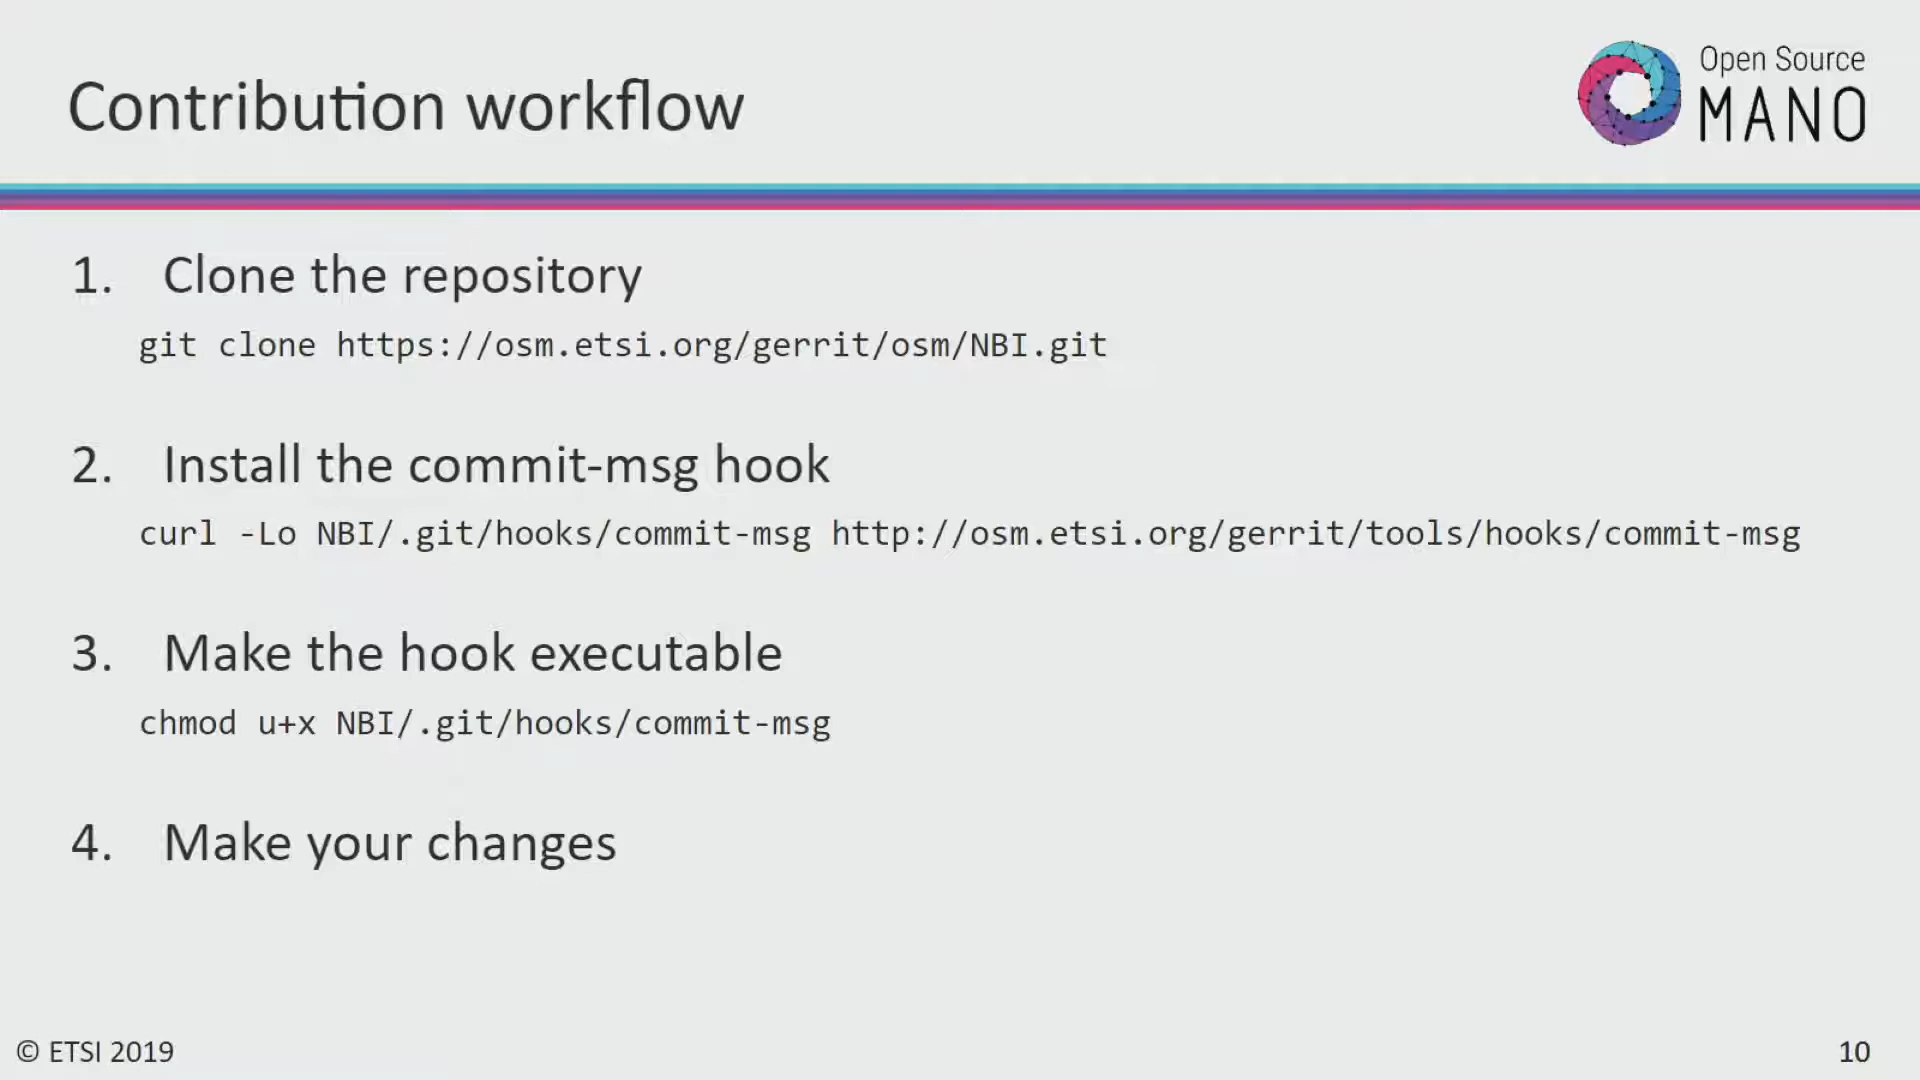 Contribution workflow
Open Source
MANO
1. Clone the repository
git clone https://osm.etsi.org/gerrit/osm/NBI.git
2. Install the commit-msg hook
curl -Lo NBI/.git/hooks/commit-msg http://osm.etsi.org/gerrit/tools/hooks/commit-msg
3. Make the hook executable
chmod u+x NBI/.git/hooks/commit-msg
4. Make your changes
© ETSI 2019
10